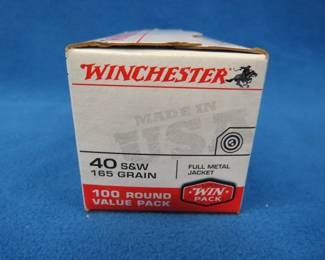 WINCHESTER
MADE IN
USA
40 S&W
165 GRAIN
FULL METAL
JACKET
100 ROUND
VALUE PACK
WIN
PACK